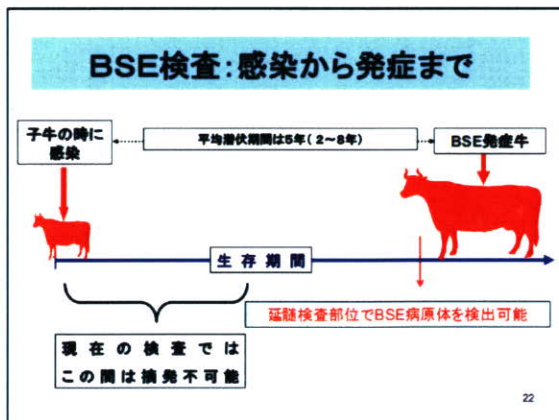 BSE検査:感染から発症まで
子牛の時に
感染
平均潜伏期間は5年(2～8年)
BSE発症牛
生存期間
延髄検査部位でBSE病原体を検出可能
現在の検査では
この間は摘発不可能
22